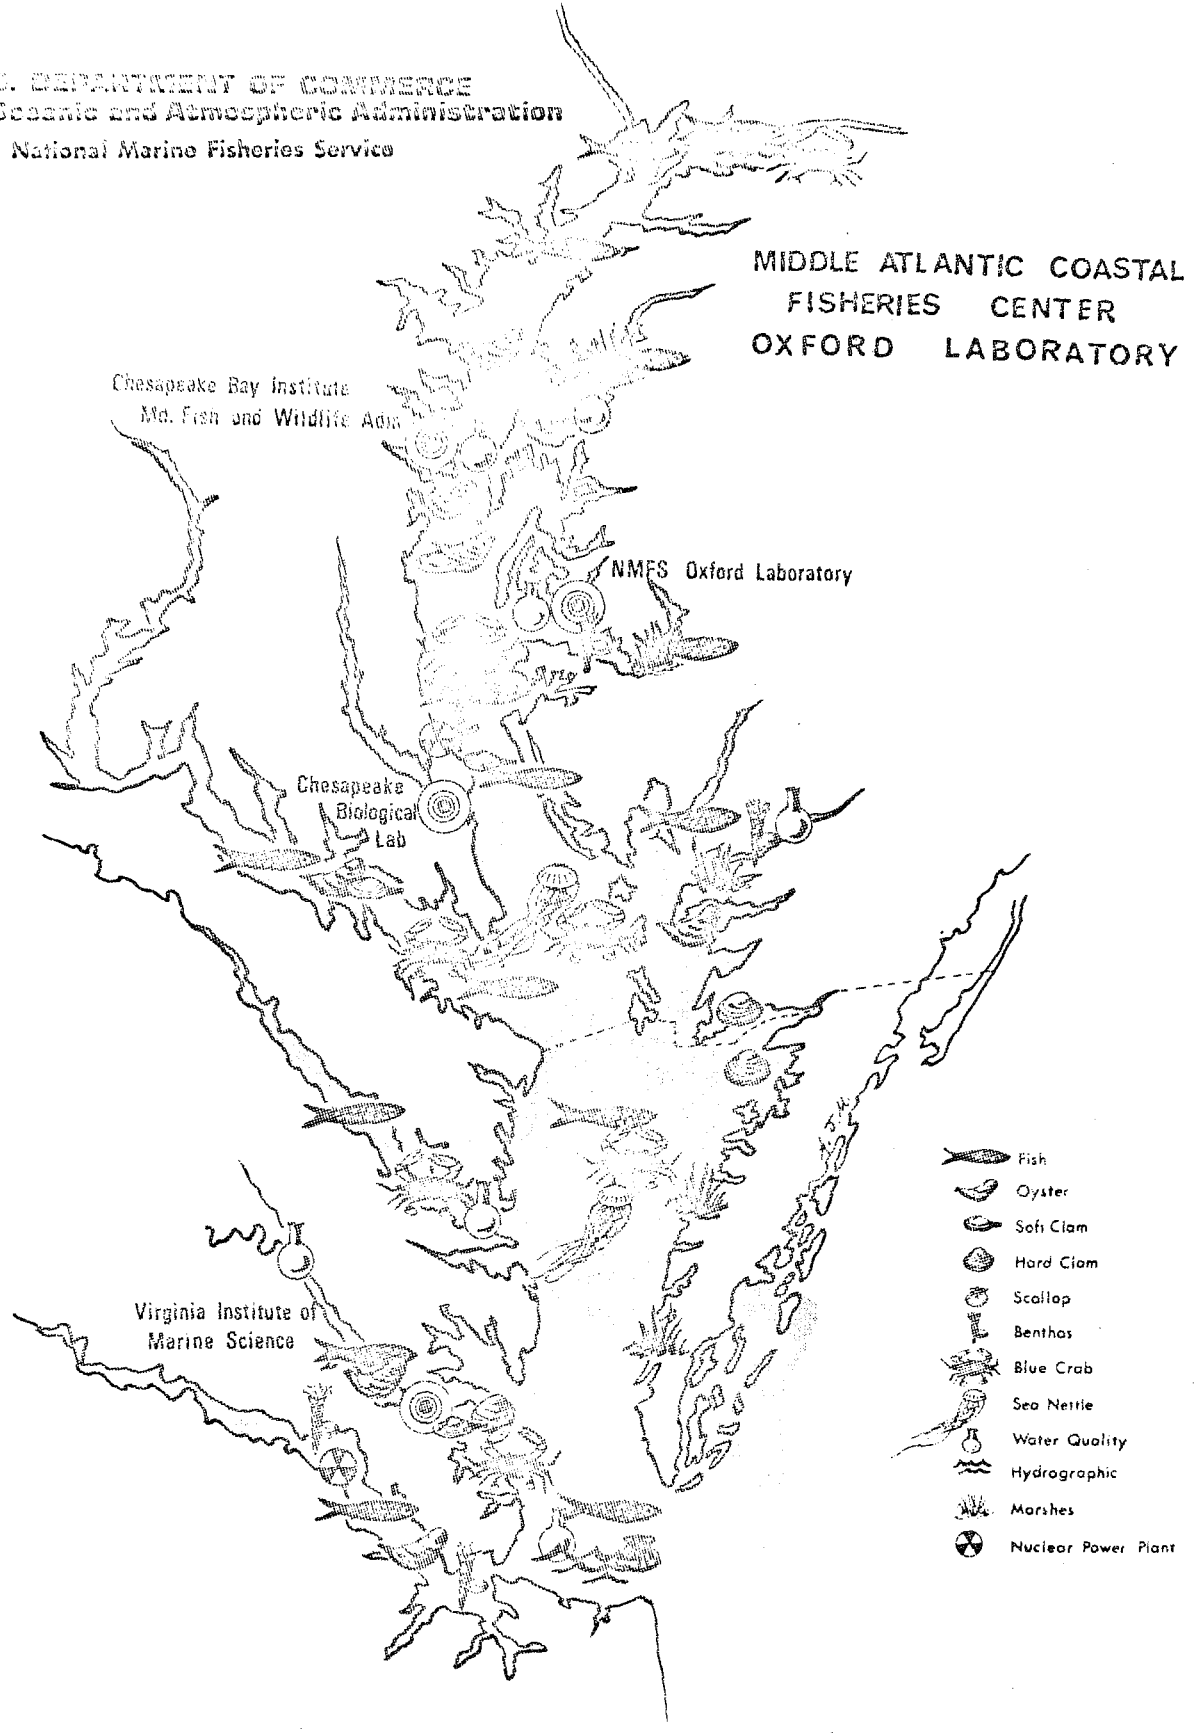 . DEPARTMENT OF COMMERCE
Oceanic and Atmospheric Administration
National Marine Fisheries Service
MIDDLE ATLANTIC COASTAL
FISHERIES CENTER
OXFORD LABORATORY
Chesapeake Bay Institute
Md. Fish and Wildlife Adm
NMFS Oxford Laboratory
Chesapeake
Biological
Lab
Virginia Institute of
Marine Science
Fish
Oyster
Soft Clam
Hard Clam
Scallop
Benthos
Blue Crab
Sea Nettle
Water Quality
Hydrographic
Marshes
Nuclear Power Plant